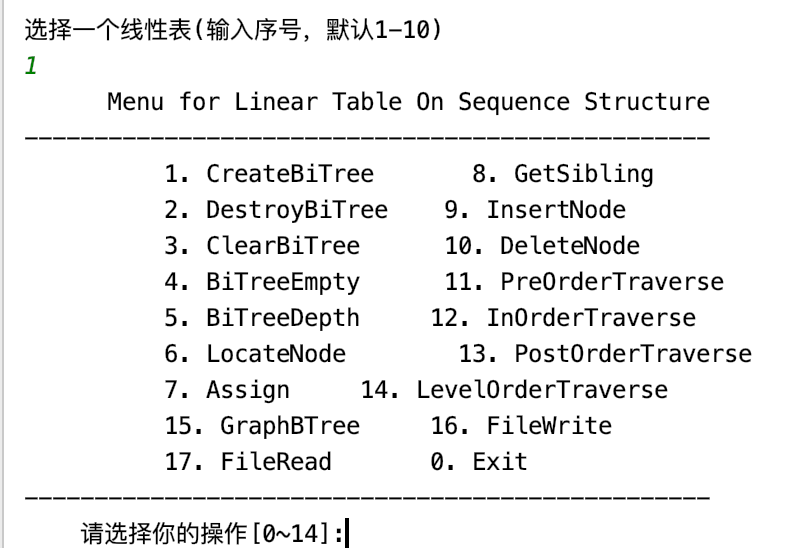 选择一个线性表(输入序号，默认1-10)
1
Menu for Linear Table On Sequence Structure
-------------------------------------------------
1. CreateBiTree 8. GetSibling
2. DestroyBiTree 9. InsertNode
3. ClearBiTree 10. DeleteNode
4. BiTreeEmpty 11. PreOrderTraverse
5. BiTreeDepth 12. InOrderTraverse
6. LocateNode 13. PostOrderTraverse
7. Assign 14. LevelOrderTraverse
15. GraphBTree 16. FileWrite
17. FileRead 0. Exit
-------------------------------------------------
请选择你的操作[0~14]: